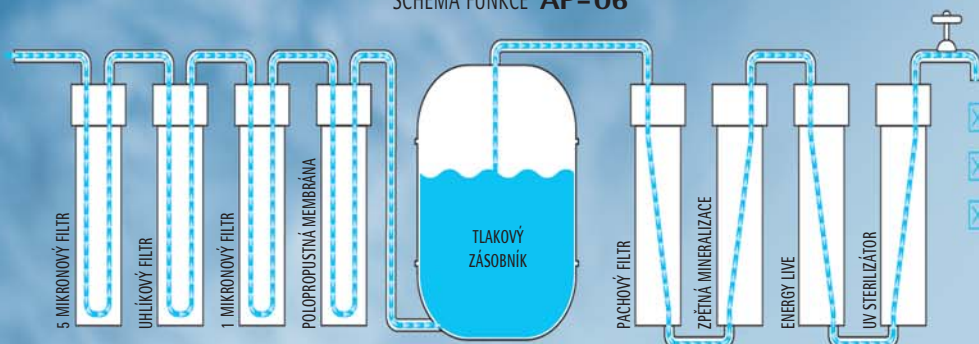 SCHÉMA FUNKCE AP-06
5 MIKRONOVÝ FILTR
UHLÍKOVÝ FILTR
1 MIKRONOVÝ FILTR
POLOPROPUSTNÁ MEMBRÁNA
TLAKOVÝ
ZÁSOBNÍK
PACHOVÝ FILTR
ZPĚTNÁ MINERALIZACE
ENERGY LIVE
UV STERILIZÁTOR